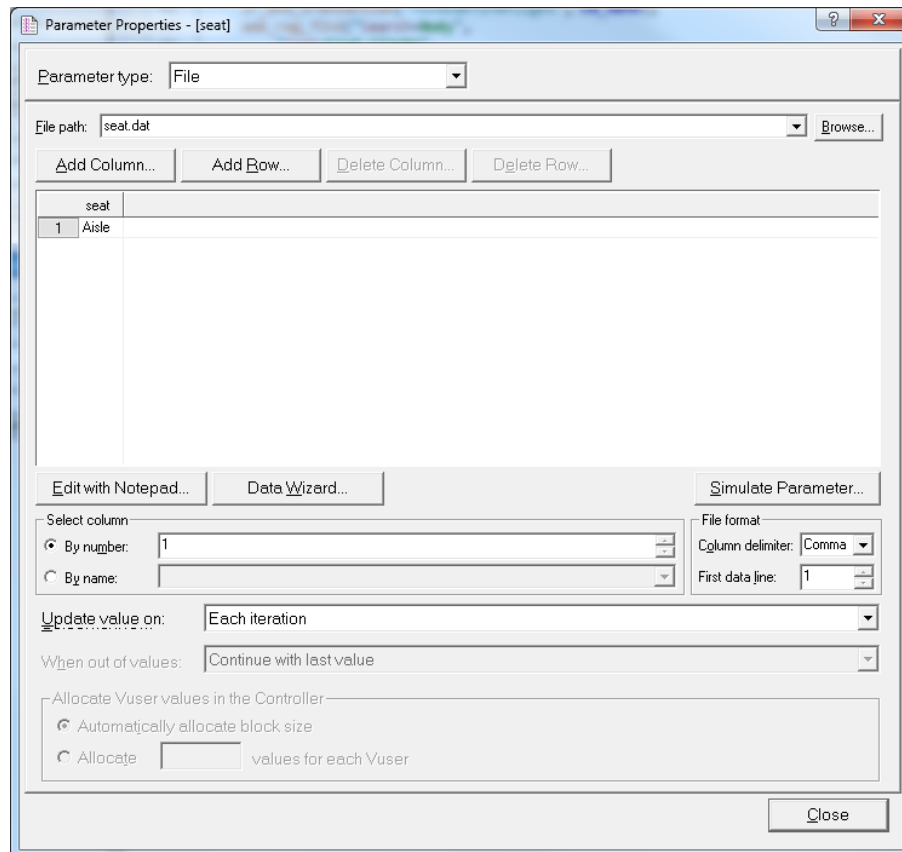 Parameter Properties - [seat]
Parameter type: File
File path: seat.dat Browse...
Add Column... Add Row... Delete Column... Delete Row...
seat
1 Aisle
Edit with Notepad... Data Wizard... Simulate Parameter...
Select column File format
By number: 1 Column delimiter: Comma
By name: First data line: 1
Update value on: Each iteration
When out of values: Continue with last value
Allocate Vuser values in the Controller
Automatically allocate block size
Allocate values for each Vuser
Close